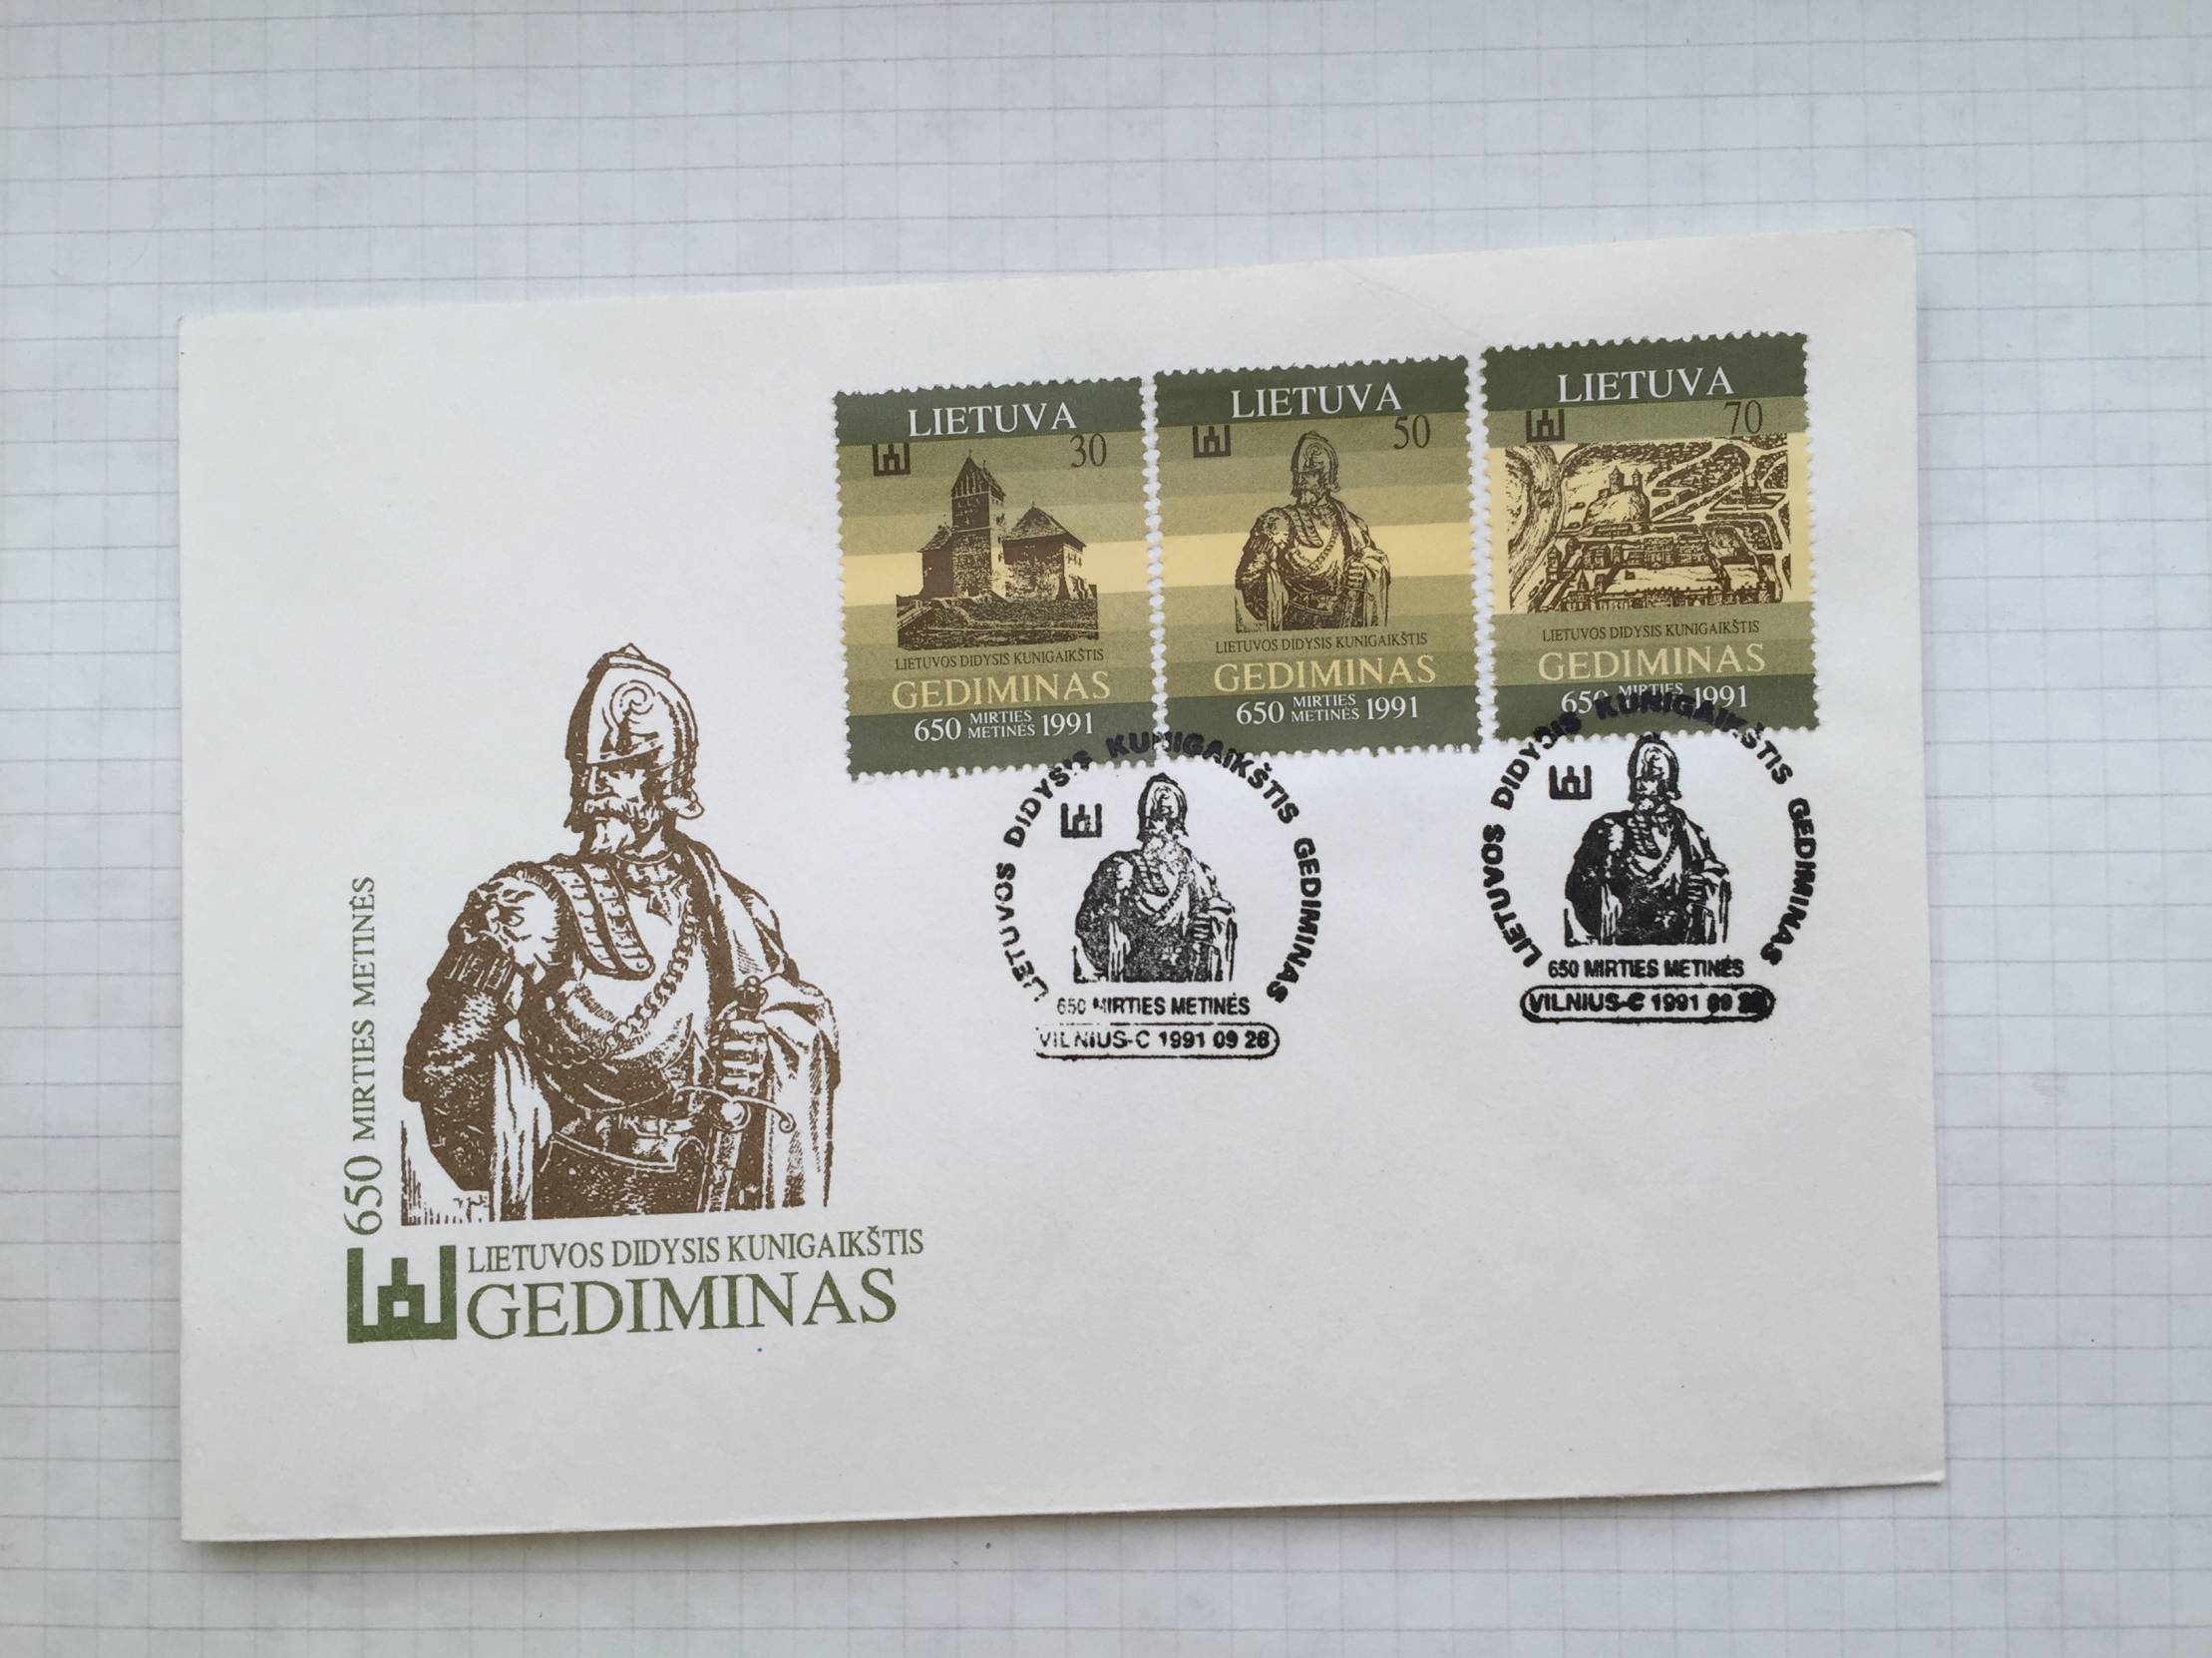 LIETUVA
30
LIETUVOS DIDYSIS KUNIGAIKŠTIS
GEDIMINAS
650 MIRTIES METINĖS 1991
LIETUVA
50
LIETUVOS DIDYSIS KUNIGAIKŠTIS
GEDIMINAS
650 MIRTIES METINĖS 1991
LIETUVA
70
LIETUVOS DIDYSIS KUNIGAIKŠTIS
GEDIMINAS
650 MIRTIES 1991
LIETUVOS DIDYSIS KUNIGAIKŠTIS GEDIMINAS
650 MIRTIES METINĖS
VILNIUS-C 1991 09 28
LIETUVOS DIDYSIS KUNIGAIKŠTIS GEDIMINAS
650 MIRTIES METINĖS
VILNIUS-C 1991 09
650 MIRTIES METINĖS
LIETUVOS DIDYSIS KUNIGAIKŠTIS
GEDIMINAS